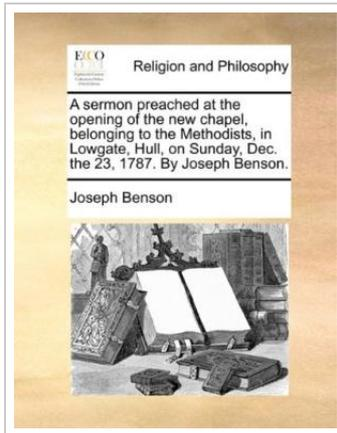 ECCO
Religion and Philosophy
A sermon preached at the
opening of the new chapel,
belonging to the Methodists, in
Lowgate, Hull, on Sunday, Dec.
the 23, 1787. By Joseph Benson.
Joseph Benson